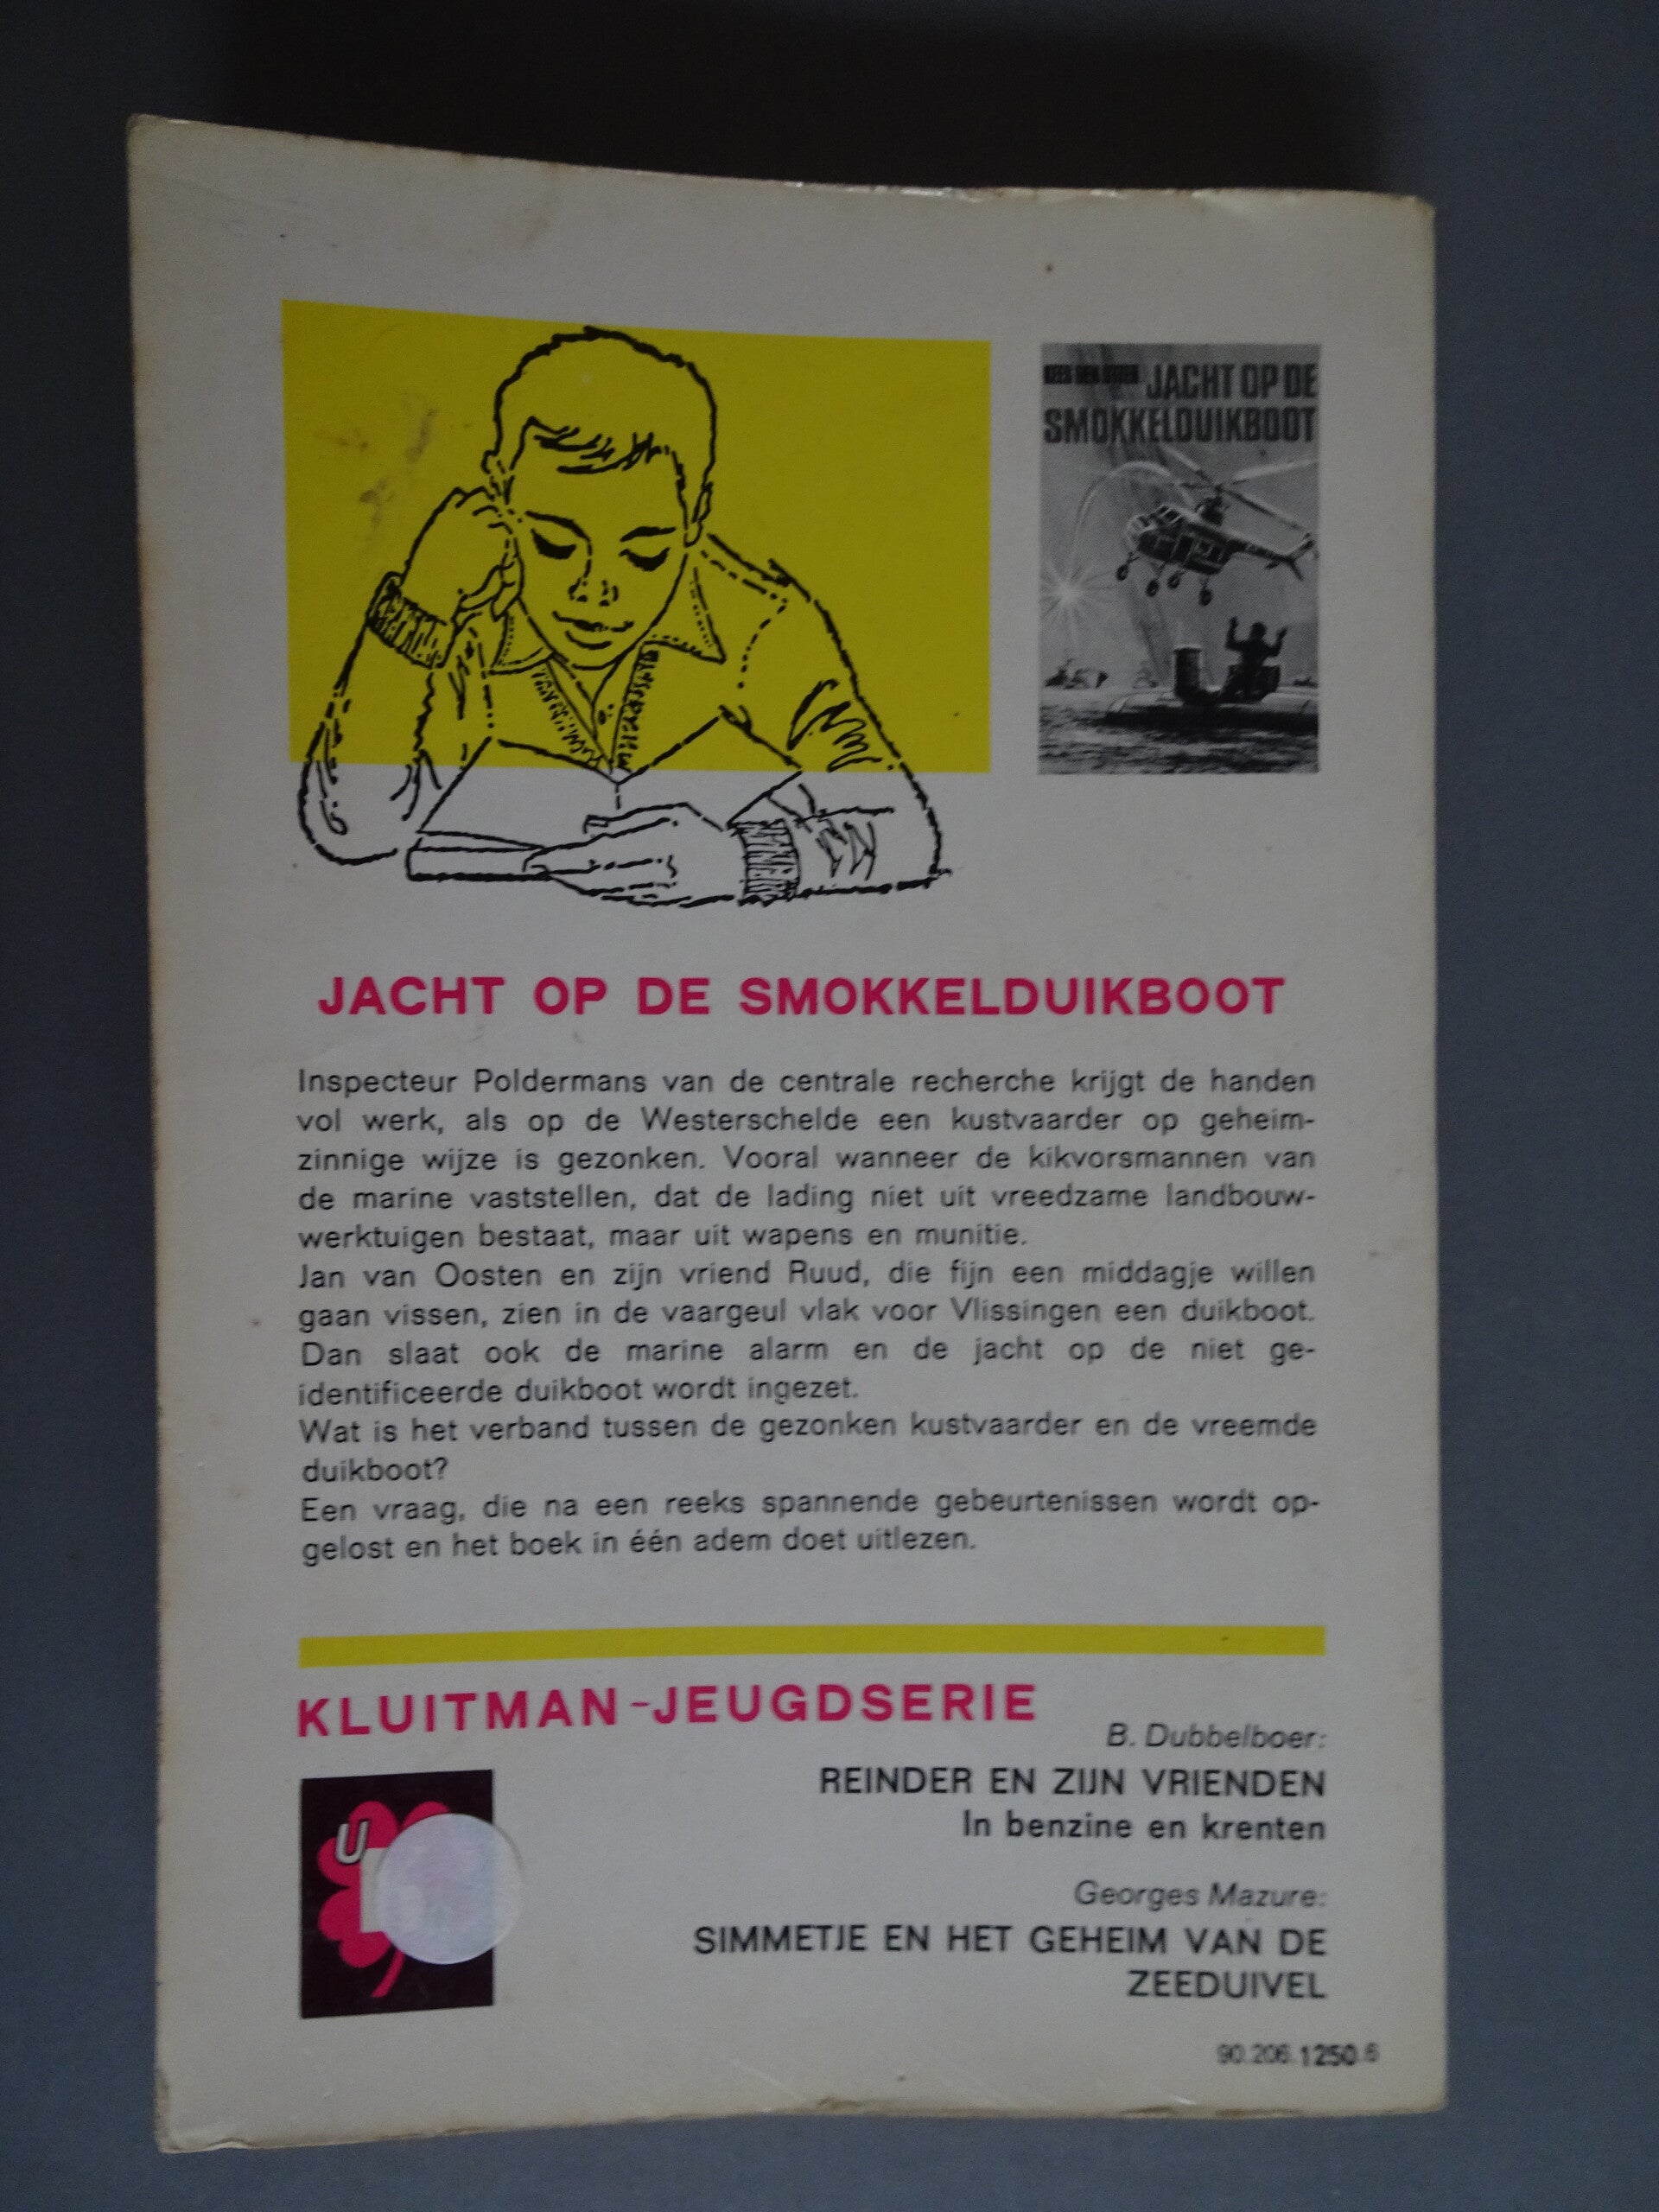 JACHT OP DE
SMOKKELDUIKBOOT
JACHT OP DE SMOKKELDUIKBOOT
Inspecteur Poldermans van de centrale recherche krijgt de handen
vol werk, als op de Westerschelde een kustvaarder op geheim-
zinnige wijze is gezonken. Vooral wanneer de kikvorsmannen van
de marine vaststellen, dat de lading niet uit vreedzame landbouw-
werktuigen bestaat, maar uit wapens en munitie.
Jan van Oosten en zijn vriend Ruud, die fijn een middagje willen
gaan vissen, zien in de vaargeul vlak voor Vlissingen een duikboot.
Dan slaat ook de marine alarm en de jacht op de niet ge-
identificeerde duikboot wordt ingezet.
Wat is het verband tussen de gezonken kustvaarder en de vreemde
duikboot?
Een vraag, die na een reeks spannende gebeurtenissen wordt op-
gelost en het boek in één adem doet uitlezen.
KLUITMAN-JEUGDSERIE
B. Dubbelboer:
REINDER EN ZIJN VRIENDEN
In benzine en krenten
Georges Mazure:
SIMMETJE EN HET GEHEIM VAN DE
ZEEDUIVEL
U
90.206.1250.6